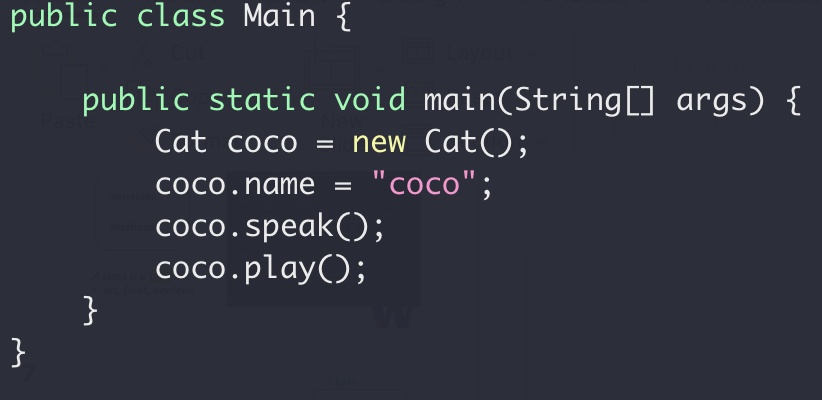 public class Main {
public static void main(String[] args) {
Cat coco = new Cat();
coco.name = "coco";
coco.speak();
coco.play();
}
}